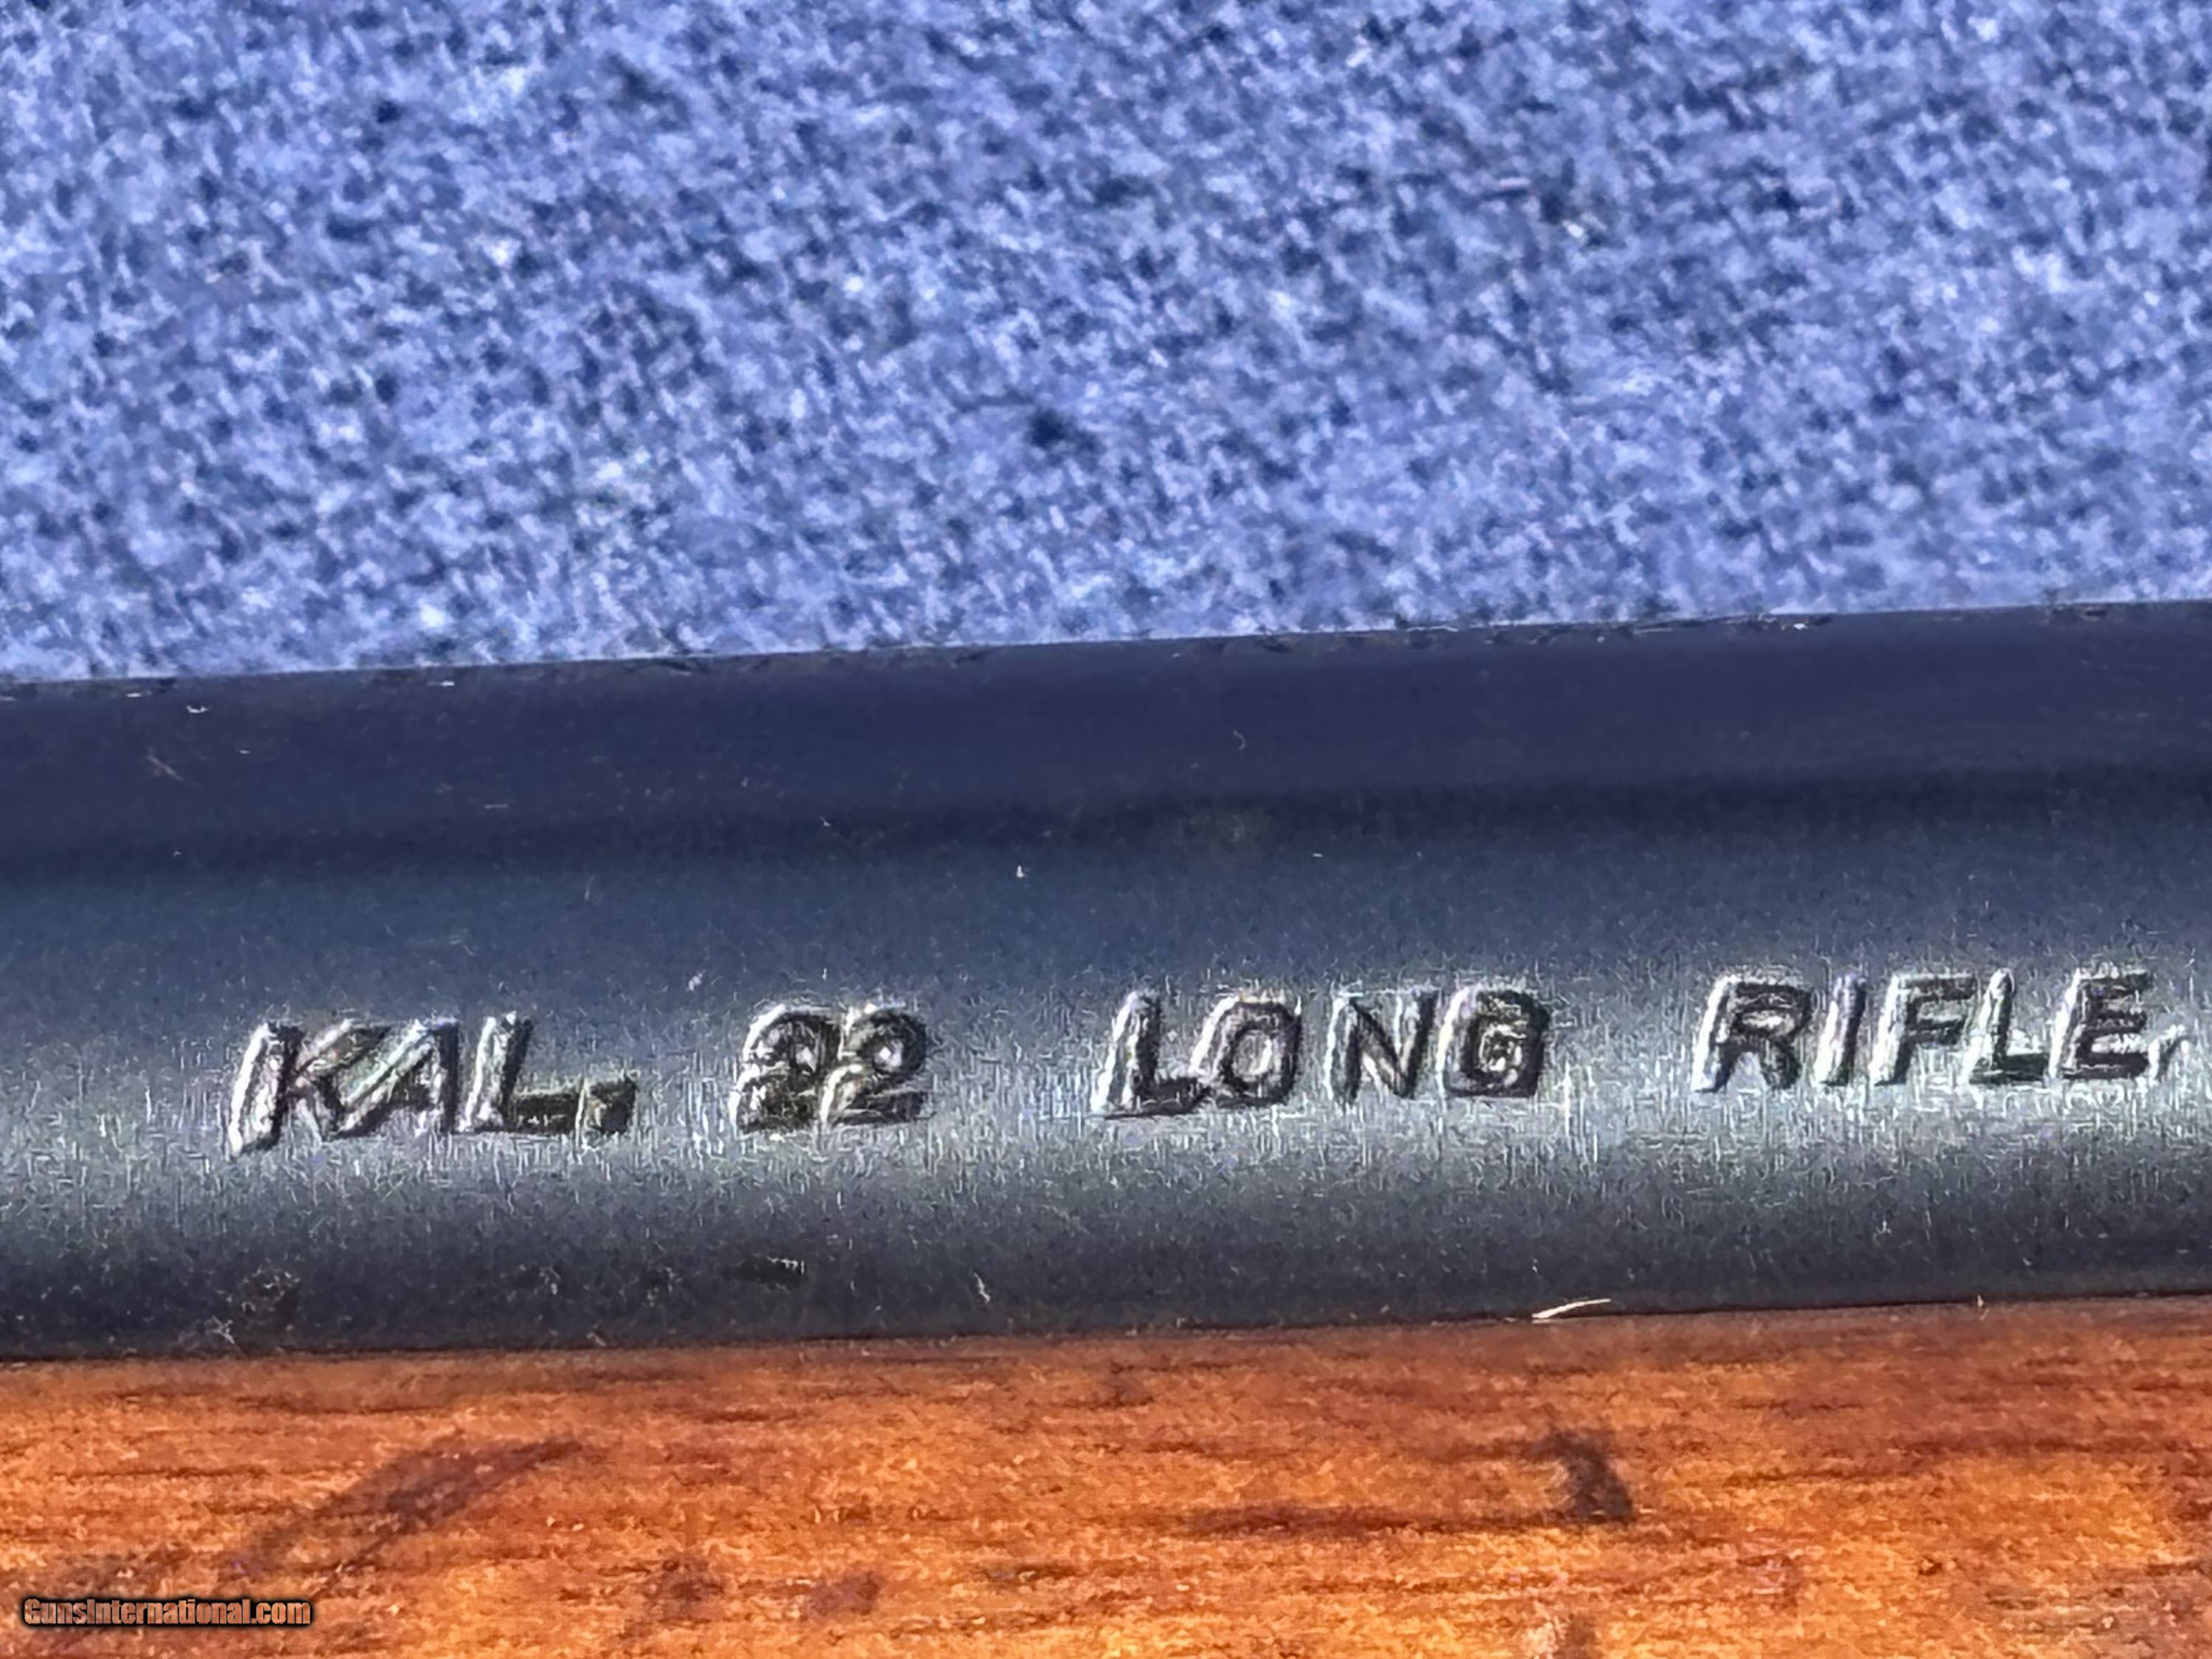 KAL. 22 LONG RIFLE.
GunsInternational.com